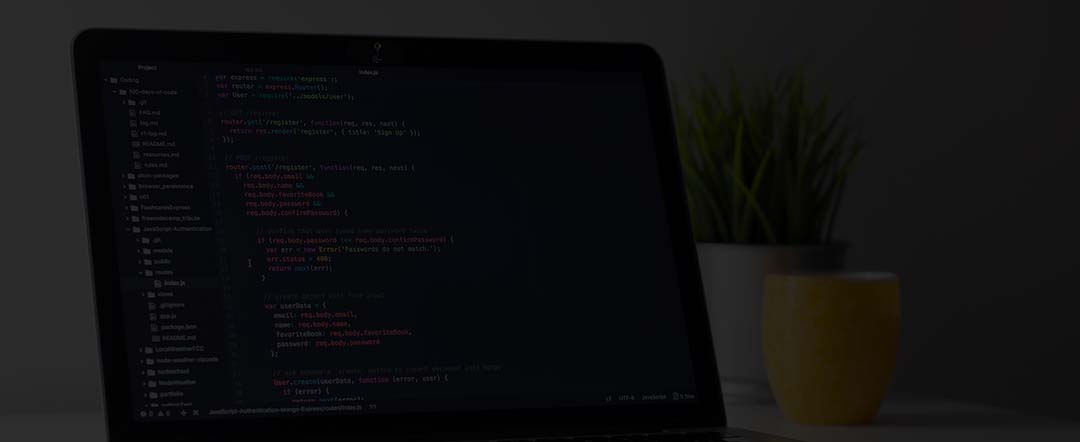 Project
index.js
Coding
100-days-of-code
.git
FAQ.md
log.md
r1-log.md
README.md
resources.md
rules.md
atom-packages
browser_persistence
FlashcardsExpress
freecodecamp_tribute
JavaScript-Authentication
.git
models
public
routes
index.js
views
.gitignore
app.js
package.json
README.md
LocalWeatherFCC
node-weather-zipcode
nodeschool
NodeWeather
portfolio
var express = require('express');
var router = express.Router();
var User = require('../models/user');
// GET /register
router.get('/register', function(req, res, next) {
return res.render('register', { title: 'Sign Up' });
});
// POST /register
router.post('/register', function(req, res, next) {
if (req.body.email &&
req.body.name &&
req.body.favoriteBook &&
req.body.password &&
req.body.confirmPassword) {
// confirm that user typed same password twice
if (req.body.password !== req.body.confirmPassword) {
var err = new Error('Passwords do not match.');
err.status = 400;
return next(err);
}
// create object with form input
var userData = {
email: req.body.email,
name: req.body.name,
favoriteBook: req.body.favoriteBook,
password: req.body.password
};
// use schema's `create` method to insert document into Mongo
User.create(userData, function (error, user) {
if (error) {
return next(error);
0 0
JavaScript-Authentication-Mongo-Express/routes/index.js 1:1
LF UTF-8 JavaScript 0 files